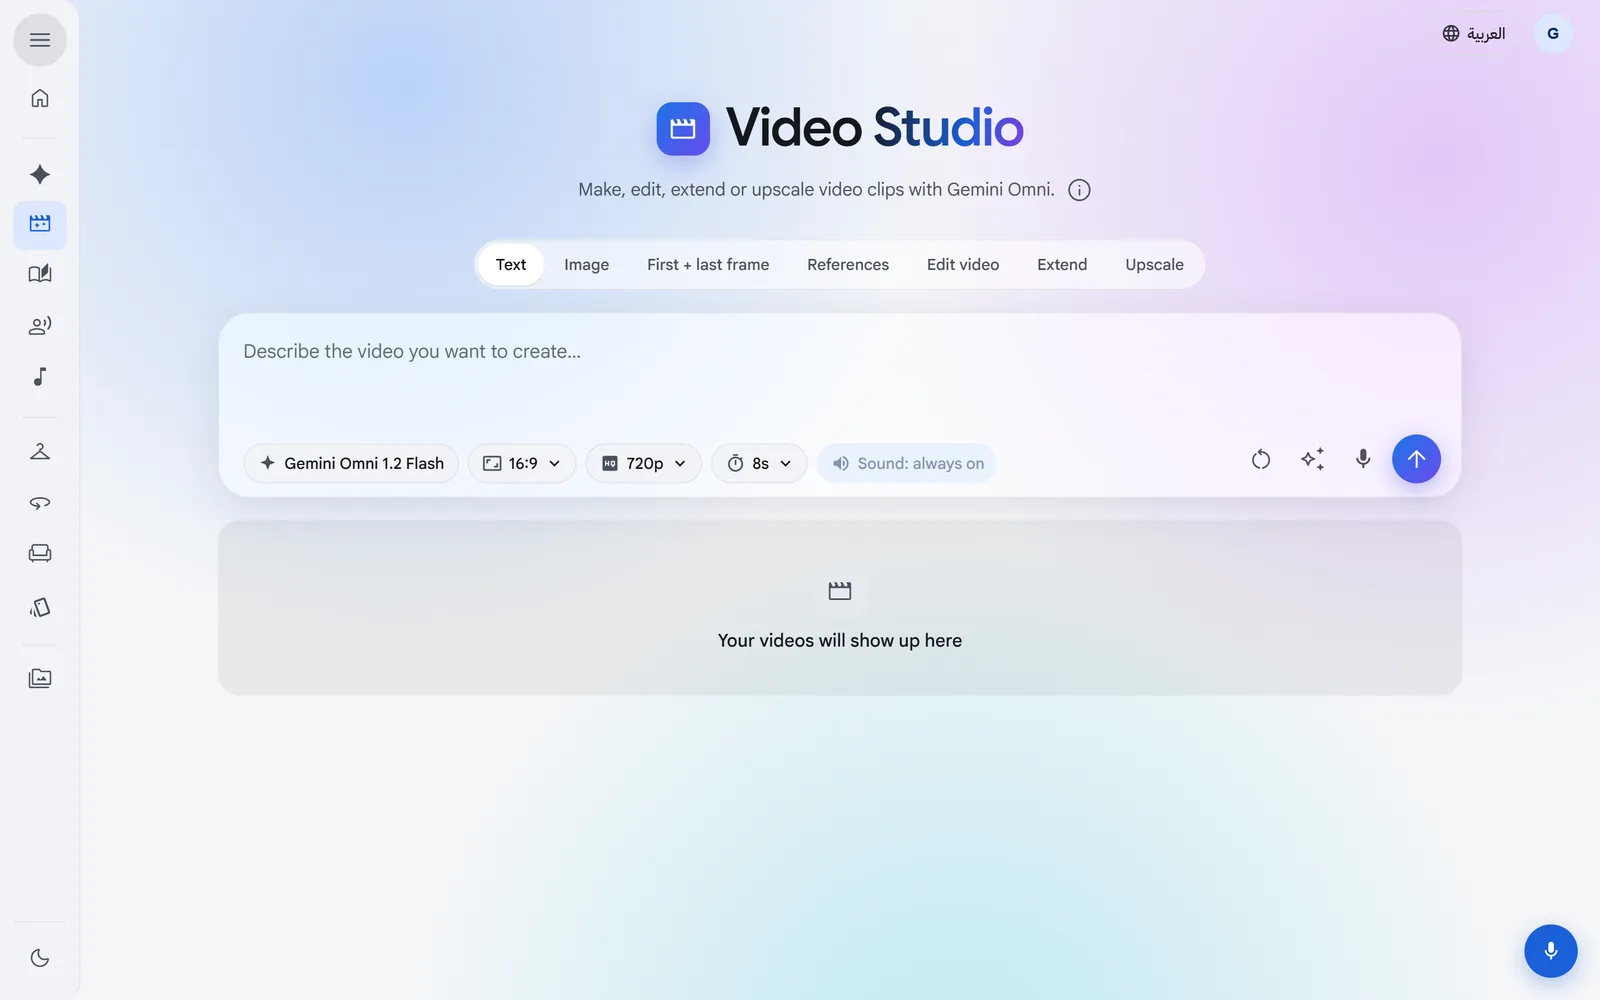 العربية
G
Video Studio
Make, edit, extend or upscale video clips with Gemini Omni.
Text
Image
First + last frame
References
Edit video
Extend
Upscale
Describe the video you want to create...
Gemini Omni 1.2 Flash
16:9
HQ 720p
8s
Sound: always on
Your videos will show up here